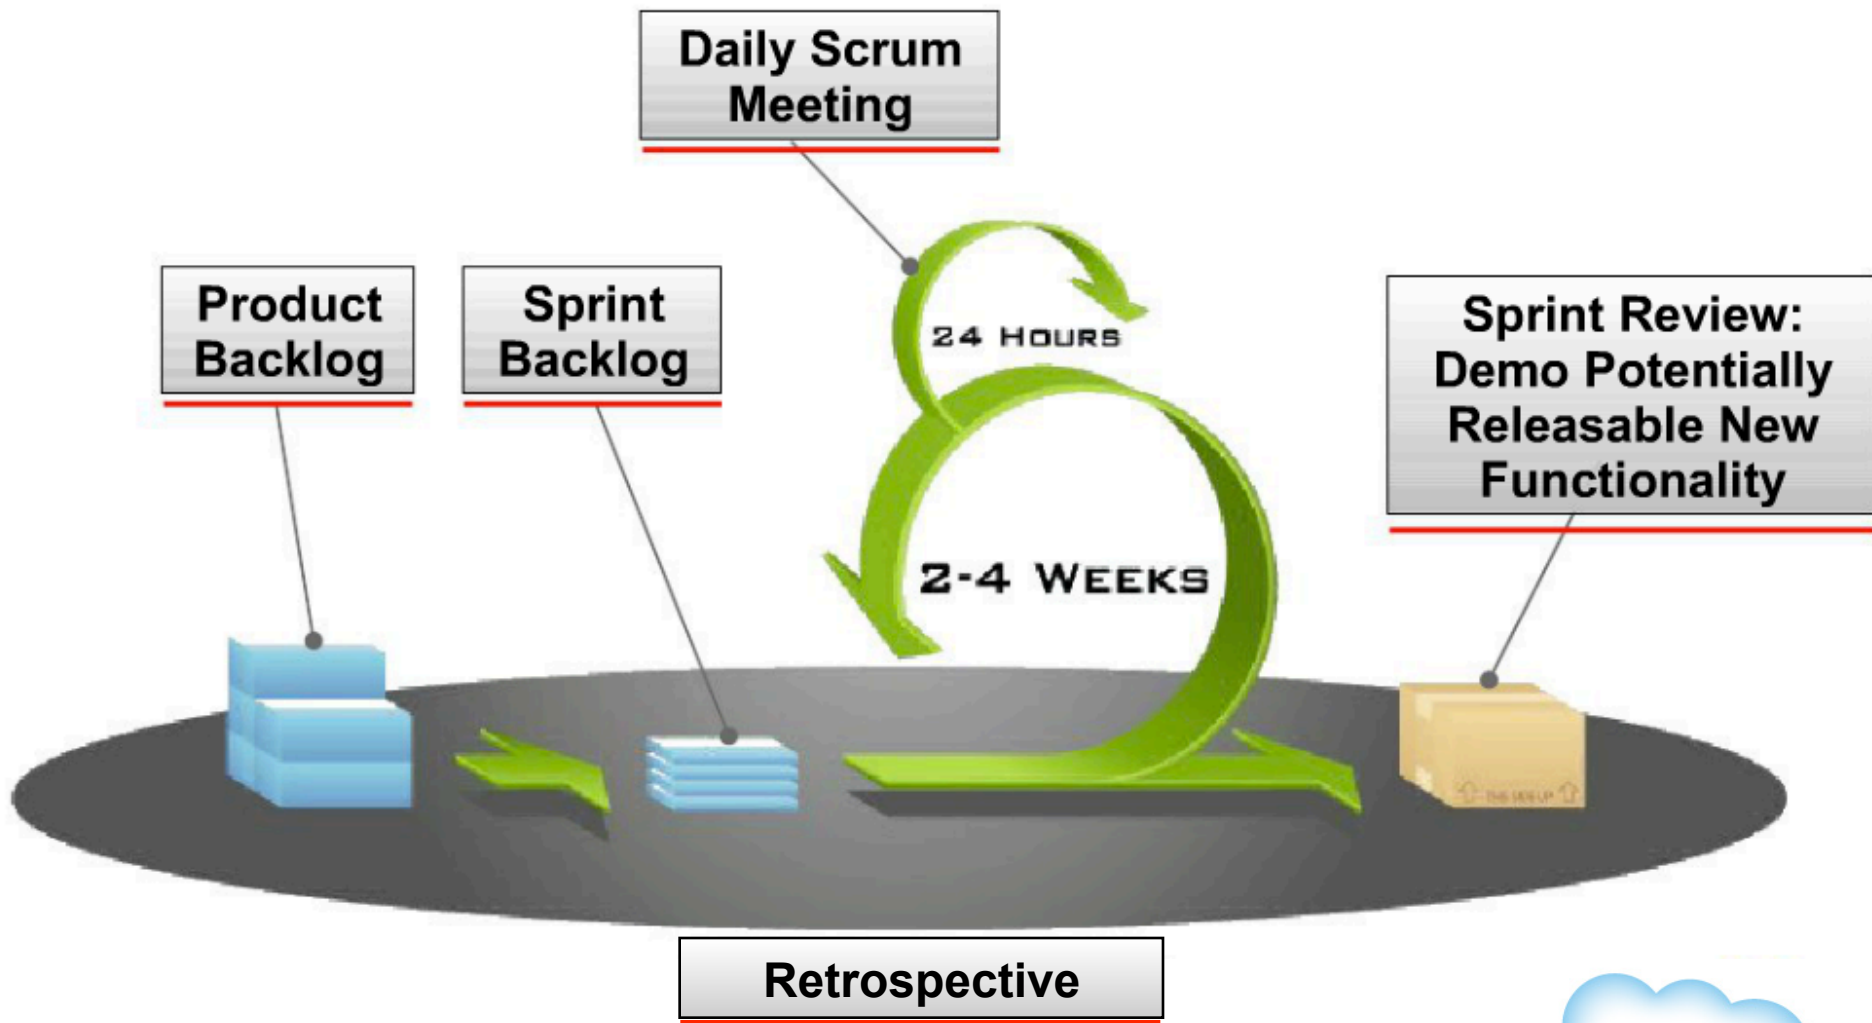 Daily Scrum
Meeting
Product
Backlog
Sprint
Backlog
24 HOURS
Sprint Review:
Demo Potentially
Releasable New
Functionality
2-4 WEEKS
Retrospective